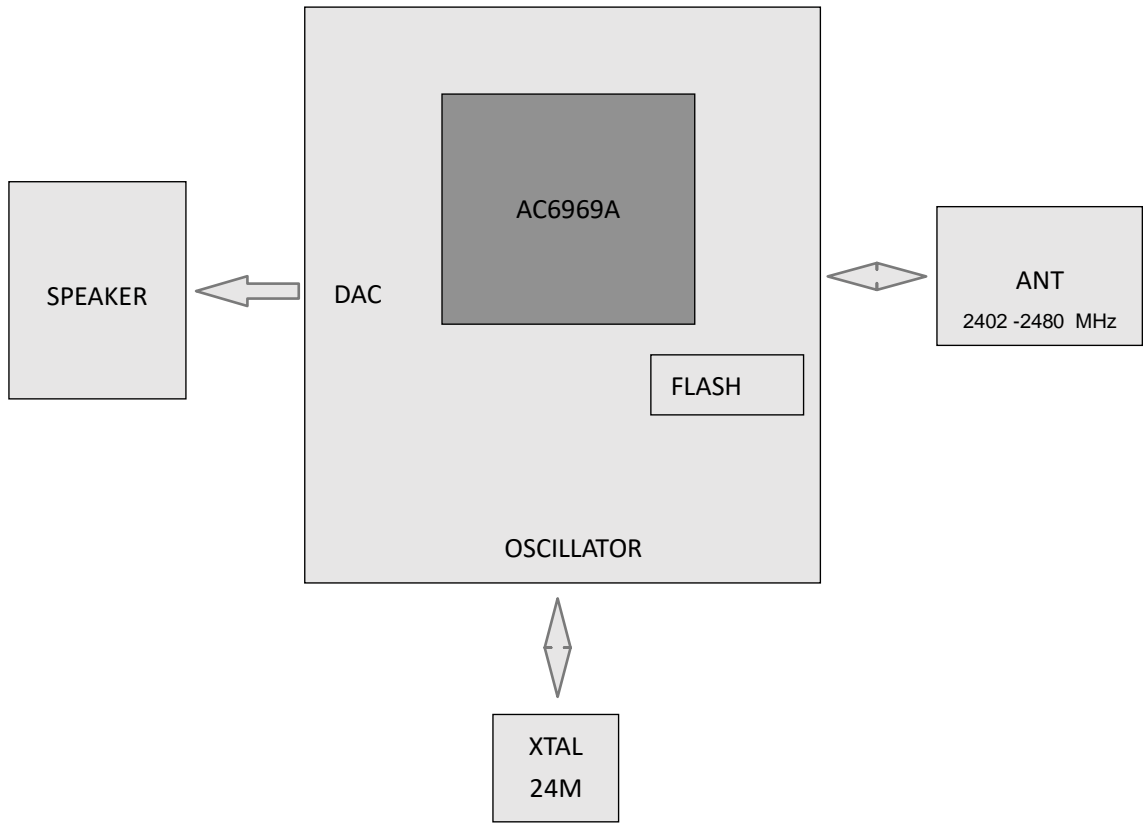 AC6969A
SPEAKER
DAC
ANT
2402 -2480 MHz
FLASH
OSCILLATOR
XTAL
24M